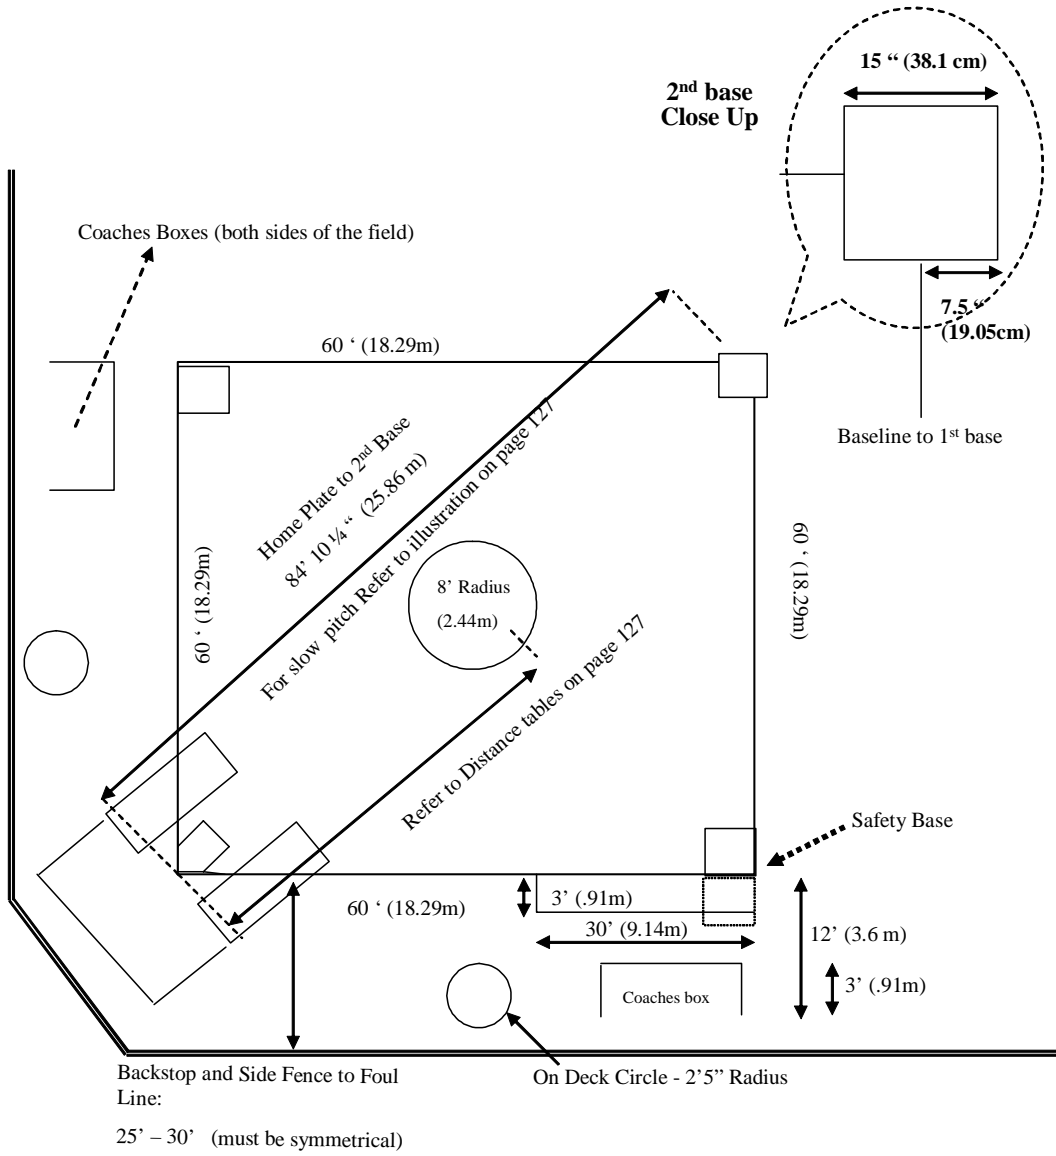 15 “ (38.1 cm)
2nd base
Close Up
Coaches Boxes (both sides of the field)
7.5 “
(19.05cm)
60 ‘ (18.29m)
Baseline to 1st base
Home Plate to 2nd Base
84’ 10 ¼ “ (25.86 m)
For slow pitch Refer to illustration on page 127
60 ‘ (18.29m)
60 ‘ (18.29m)
8’ Radius
(2.44m)
Refer to Distance tables on page 127
Safety Base
60 ‘ (18.29m)
3’ (.91m)
30’ (9.14m)
12’ (3.6 m)
3’ (.91m)
Coaches box
Backstop and Side Fence to Foul
Line:
25’ – 30’ (must be symmetrical)
On Deck Circle - 2’5” Radius